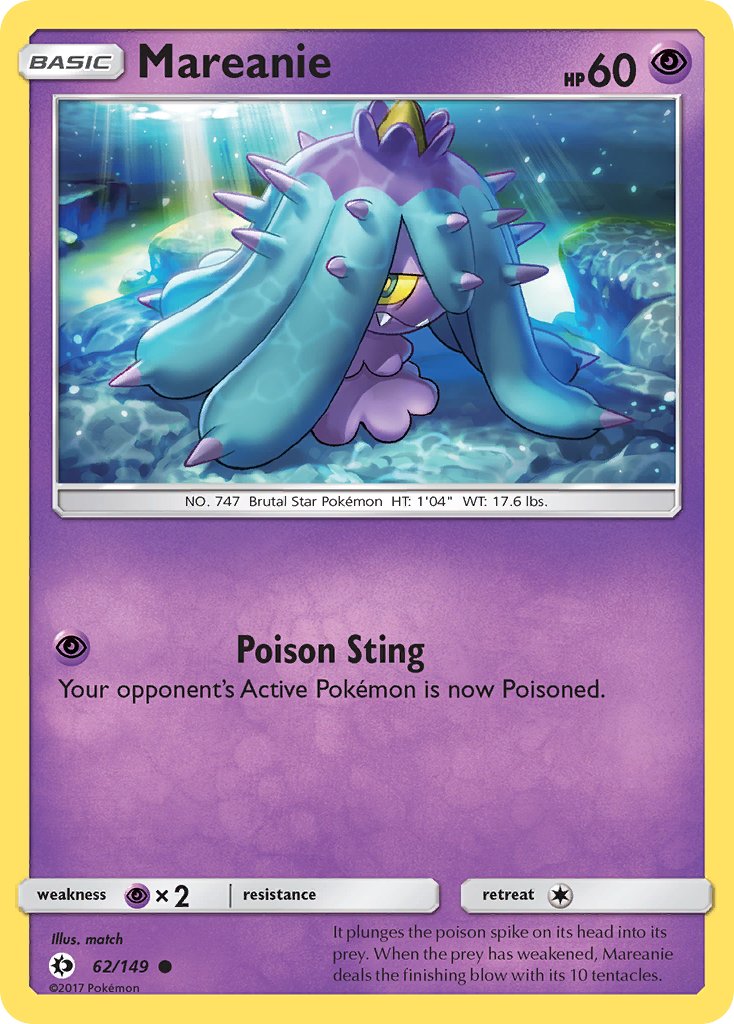 BASIC Mareanie HP 60
NO. 747 Brutal Star Pokémon HT: 1'04" WT: 17.6 lbs.
Poison Sting
Your opponent's Active Pokémon is now Poisoned.
weakness × 2 resistance retreat
Illus. match
62/149
©2017 Pokémon
It plunges the poison spike on its head into its
prey. When the prey has weakened, Mareanie
deals the finishing blow with its 10 tentacles.